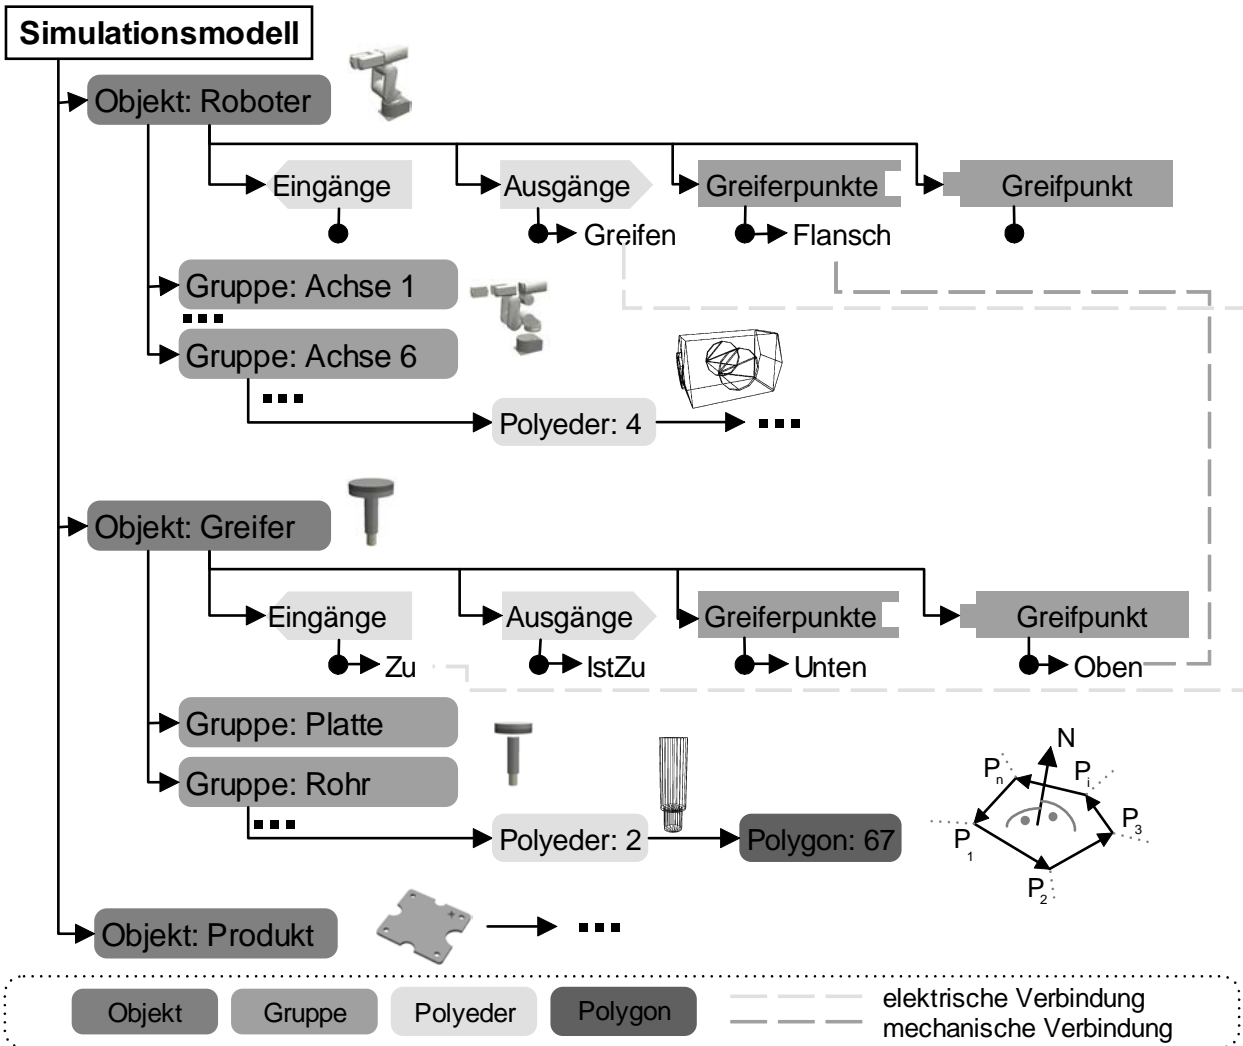 Simulationsmodell
Objekt: Roboter
Eingänge
Ausgänge
Greiferpunkte
Greifpunkt
Greifen
Flansch
Gruppe: Achse 1
Gruppe: Achse 6
Polyeder: 4
Objekt: Greifer
Eingänge
Ausgänge
Greiferpunkte
Greifpunkt
Zu
IstZu
Unten
Oben
Gruppe: Platte
Gruppe: Rohr
Polyeder: 2
Polygon: 67
N
Pn
Pi
P1
P3
P2
Objekt: Produkt
Objekt
Gruppe
Polyeder
Polygon
elektrische Verbindung
mechanische Verbindung